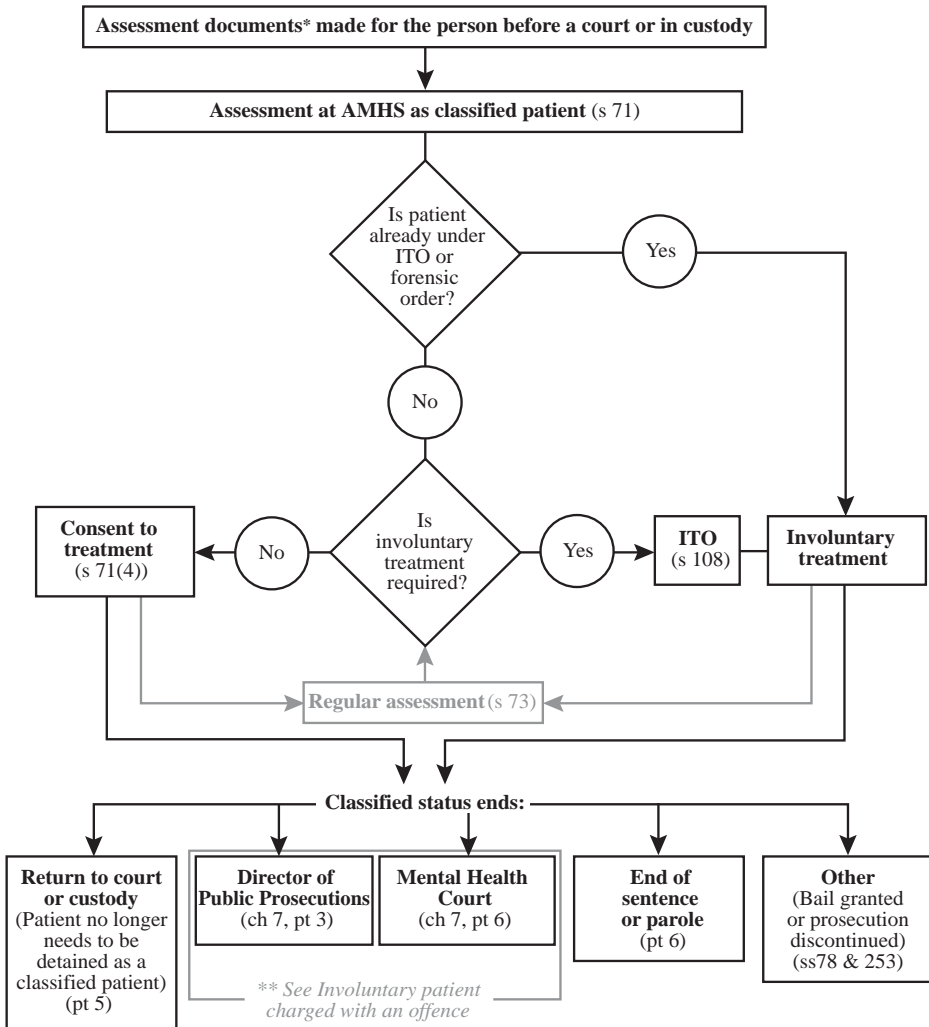 Assessment documents* made for the person before a court or in custody
Assessment at AMHS as classified patient (s 71)
Is patient
already under
ITO or
forensic
order?
Yes
No
Consent to
treatment
(s 71(4))
No
Is
involuntary
treatment
required?
Yes
ITO
(s 108)
Involuntary
treatment
Regular assessment (s 73)
Classified status ends:
Return to court
or custody
(Patient no longer
needs to be
detained as a
classified patient)
(pt 5)
Director of
Public Prosecutions
(ch 7, pt 3)
Mental Health
Court
(ch 7, pt 6)
End of
sentence
or parole
(pt 6)
Other
(Bail granted
or prosecution
discontinued)
(ss78 & 253)
** See Involuntary patient
charged with an offence